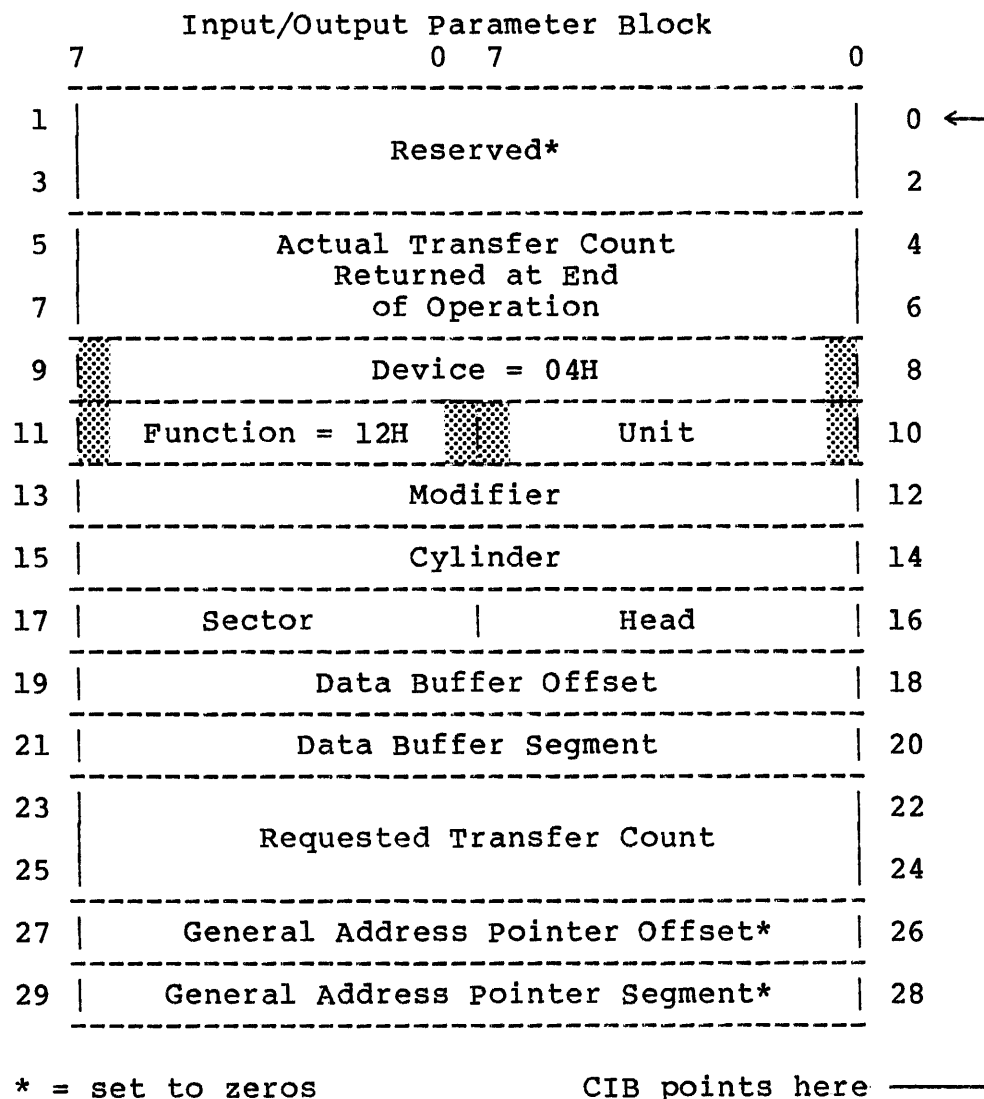 Input/Output Parameter Block
7 0 7 0
1 0
Reserved*
3 2
5 Actual Transfer Count 4
Returned at End
7 of Operation 6
9 Device = 04H 8
11 Function = 12H Unit 10
13 Modifier 12
15 Cylinder 14
17 Sector Head 16
19 Data Buffer Offset 18
21 Data Buffer Segment 20
23 22
Requested Transfer Count
25 24
27 General Address Pointer Offset* 26
29 General Address Pointer Segment* 28
* = set to zeros CIB points here